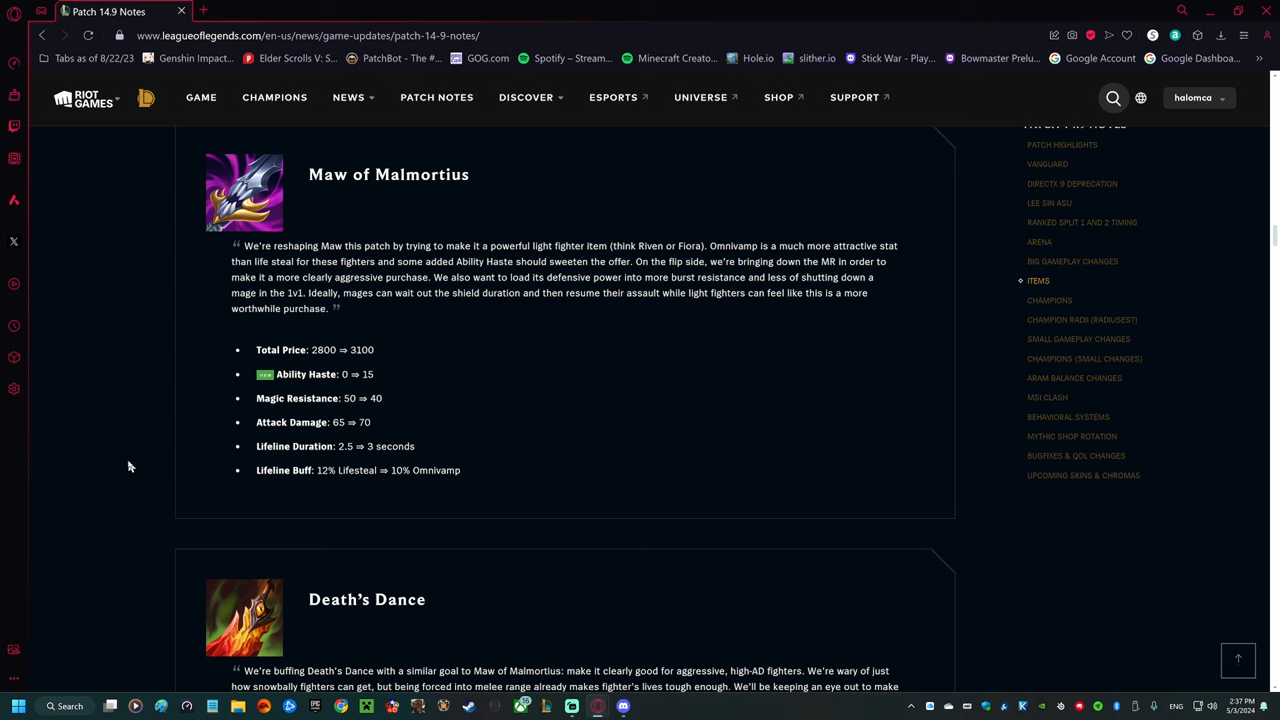 Patch 14.9 Notes
www.leagueoflegends.com/en-us/news/game-updates/patch-14-9-notes/
Tabs as of 8/22/23 Genshin Impact... Elder Scrolls V: S... PatchBot - The #... GOG.com Spotify – Stream... Minecraft Creato... Hole.io slither.io Stick War - Play... Bowmaster Prelu... Google Account Google Dashboa...
RIOT GAMES GAME CHAMPIONS NEWS PATCH NOTES DISCOVER ESPORTS UNIVERSE SHOP SUPPORT halomca
Maw of Malmortius
“ We're reshaping Maw this patch by trying to make it a powerful light fighter item (think Riven or Fiora). Omnivamp is a much more attractive stat
than life steal for these fighters and some added Ability Haste should sweeten the offer. On the flip side, we're bringing down the MR in order to
make it a more clearly aggressive purchase. We also want to load its defensive power into more burst resistance and less of shutting down a
mage in the 1v1. Ideally, mages can wait out the shield duration and then resume their assault while light fighters can feel like this is a more
worthwhile purchase. ”
• Total Price: 2800 ⇒ 3100
• new Ability Haste: 0 ⇒ 15
• Magic Resistance: 50 ⇒ 40
• Attack Damage: 65 ⇒ 70
• Lifeline Duration: 2.5 ⇒ 3 seconds
• Lifeline Buff: 12% Lifesteal ⇒ 10% Omnivamp
Death's Dance
“ We're buffing Death's Dance with a similar goal to Maw of Malmortius: make it clearly good for aggressive, high-AD fighters. We're wary of just
how snowbally fighters can get, but being forced into melee range already makes fighter's lives tough enough. We'll be keeping an eye out to make
PATCH 14.9 NOTES
PATCH HIGHLIGHTS
VANGUARD
DIRECTX 9 DEPRECATION
LEE SIN ASU
RANKED SPLIT 1 AND 2 TIMING
ARENA
BIG GAMEPLAY CHANGES
ITEMS
CHAMPIONS
CHAMPION RADII (RADIUSES?)
SMALL GAMEPLAY CHANGES
CHAMPIONS (SMALL CHANGES)
ARAM BALANCE CHANGES
MSI CLASH
BEHAVIORAL SYSTEMS
MYTHIC SHOP ROTATION
BUGFIXES & QOL CHANGES
UPCOMING SKINS & CHROMAS
Search
2:37 PM
5/3/2024